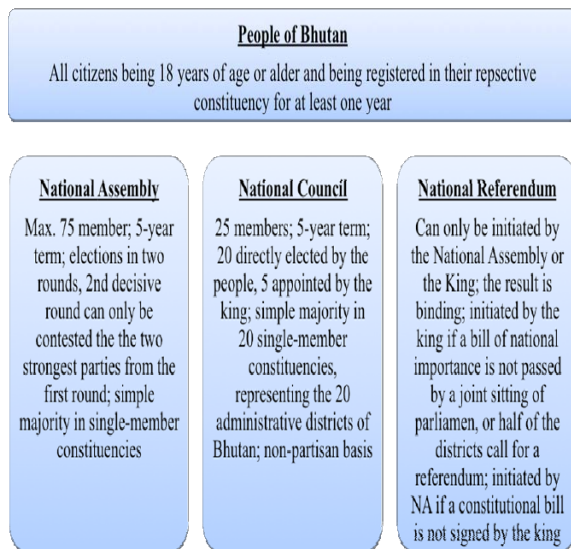 People of Bhutan
All citizens being 18 years of age or alder and being registered in their repsective
constituency for at least one year
National Assembly
Max. 75 member; 5-year
term; elections in two
rounds, 2nd decisive
round can only be
contested the the two
strongest parties from the
first round; simple
majority in single-member
constituencies
National Councíl
25 members; 5-year term;
20 directly elected by the
people, 5 appointed by the
king; simple majority in
20 single-member
constituencies,
representing the 20
administrative districts of
Bhutan; non-partisan basis
National Referendum
Can only be initiated by
the National Assembly or
the King; the result is
binding; initiated by the
king if a bill of national
importance is not passed
by a joint sitting of
parliamen, or half of the
districts call for a
referendum; initiated by
NA if a constitutional bill
is not signed by the king